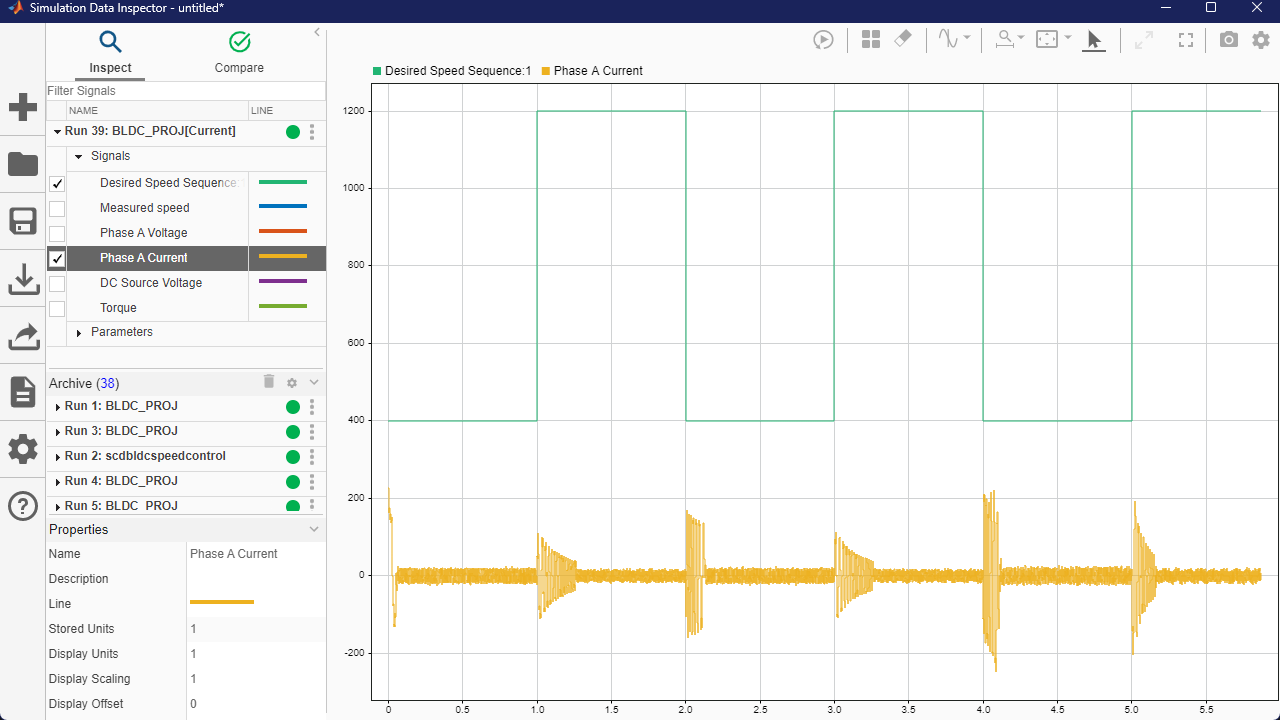 Simulation Data Inspector - untitled*
Inspect
Compare
Filter Signals
NAME
LINE
Run 39: BLDC_PROJ[Current]
Signals
Desired Speed Sequence:
Measured speed
Phase A Voltage
Phase A Current
DC Source Voltage
Torque
Parameters
Archive (38)
Run 1: BLDC_PROJ
Run 3: BLDC_PROJ
Run 2: scdbldcspeedcontrol
Run 4: BLDC_PROJ
Run 5: BLDC_PROJ
Properties
Name Phase A Current
Description
Line
Stored Units 1
Display Units 1
Display Scaling 1
Display Offset 0
Desired Speed Sequence:1 Phase A Current
1200
1000
800
600
400
200
0
-200
0 0.5 1.0 1.5 2.0 2.5 3.0 3.5 4.0 4.5 5.0 5.5